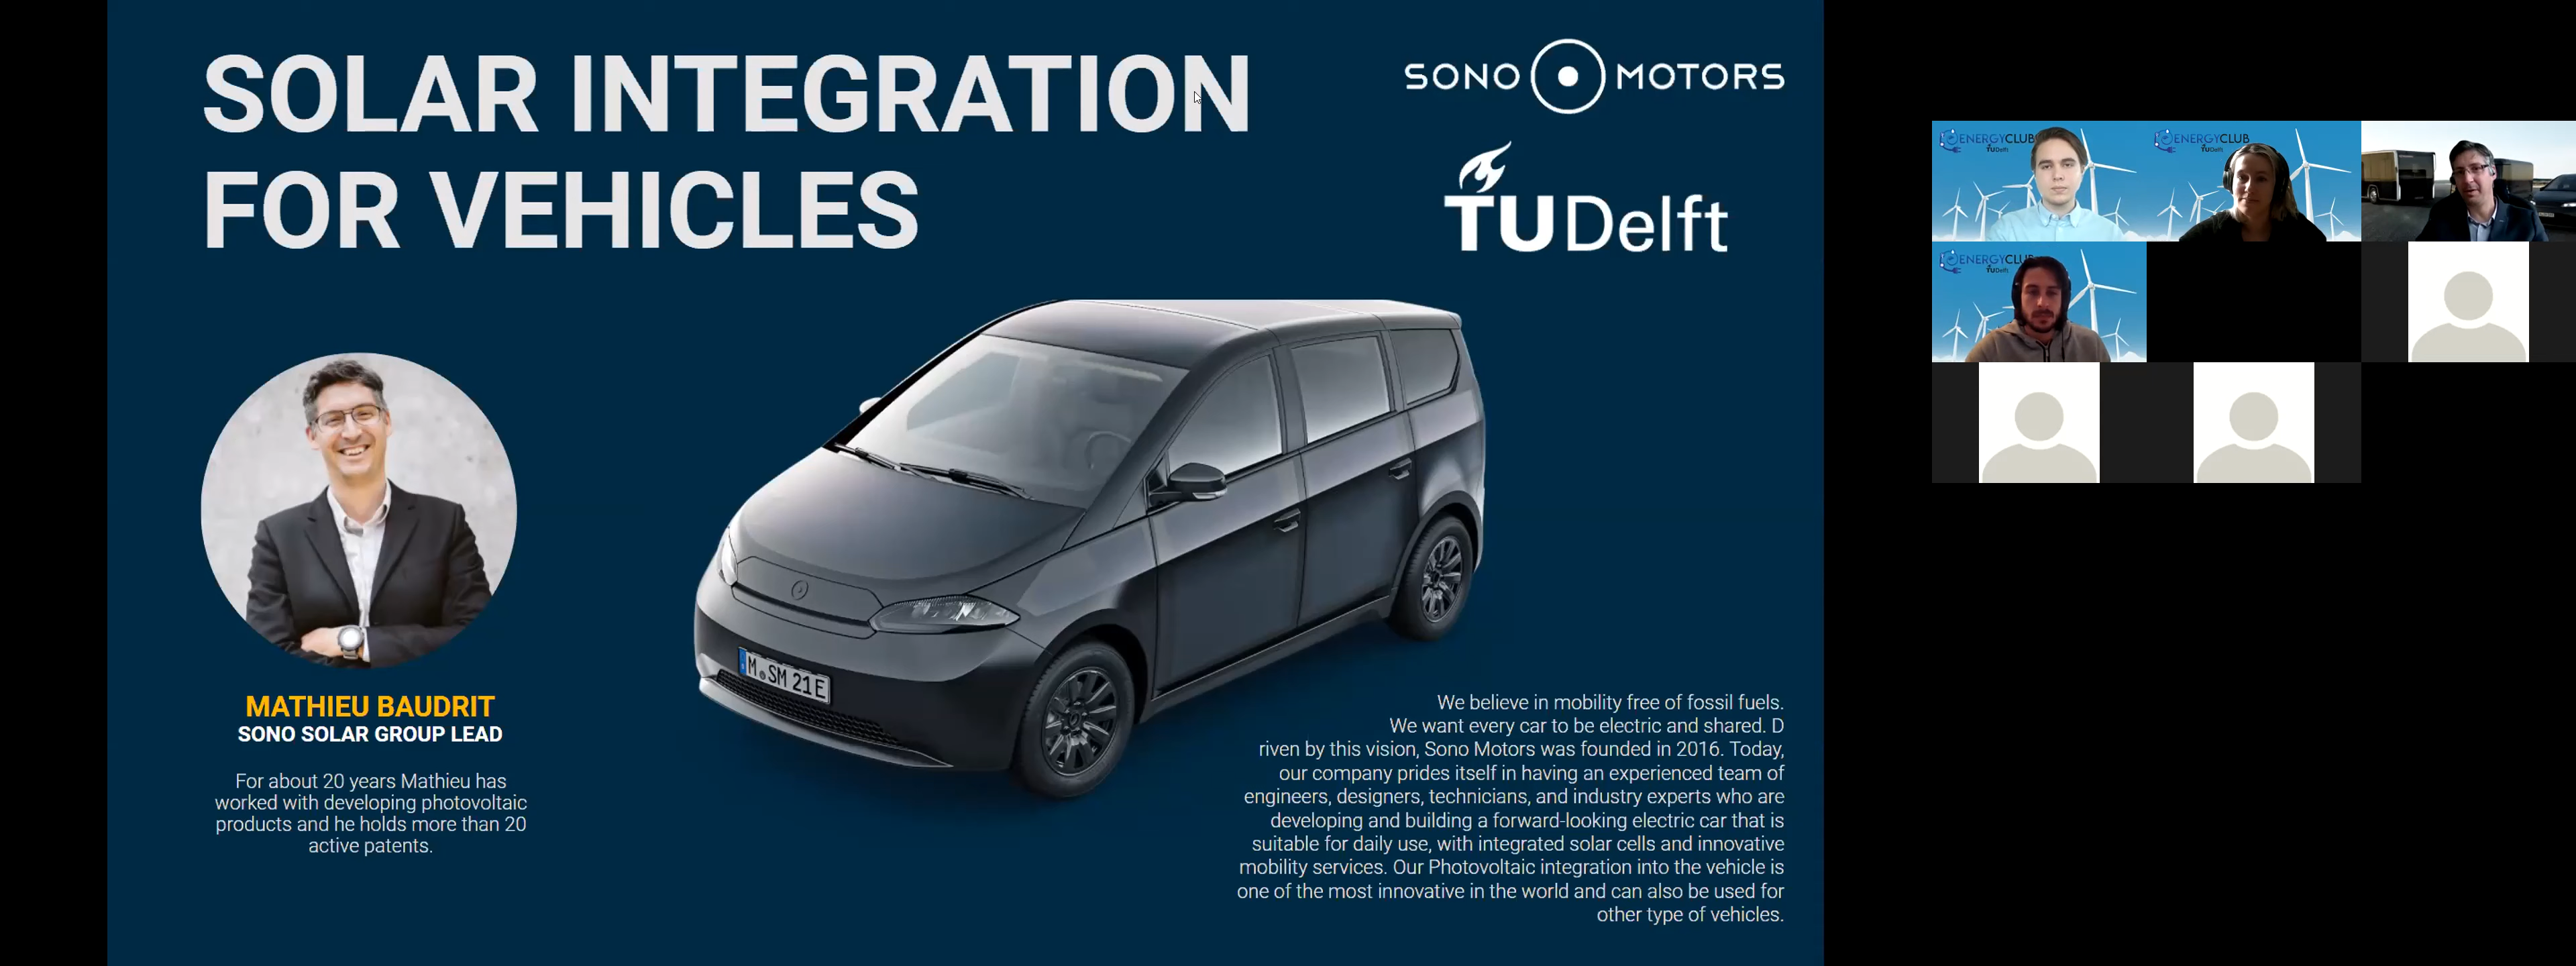 SOLAR INTEGRATION
FOR VEHICLES
SONO MOTORS
TU Delft
MATHIEU BAUDRIT
SONO SOLAR GROUP LEAD
For about 20 years Mathieu has
worked with developing photovoltaic
products and he holds more than 20
active patents.
M SM 21E
We believe in mobility free of fossil fuels.
We want every car to be electric and shared. D
riven by this vision, Sono Motors was founded in 2016. Today,
our company prides itself in having an experienced team of
engineers, designers, technicians, and industry experts who are
developing and building a forward-looking electric car that is
suitable for daily use, with integrated solar cells and innovative
mobility services. Our Photovoltaic integration into the vehicle is
one of the most innovative in the world and can also be used for
other type of vehicles.
ENERGYCLUB
TUDelft
ENERGYCLUB
TUDelft
ENERGYCLUB
TUDelft